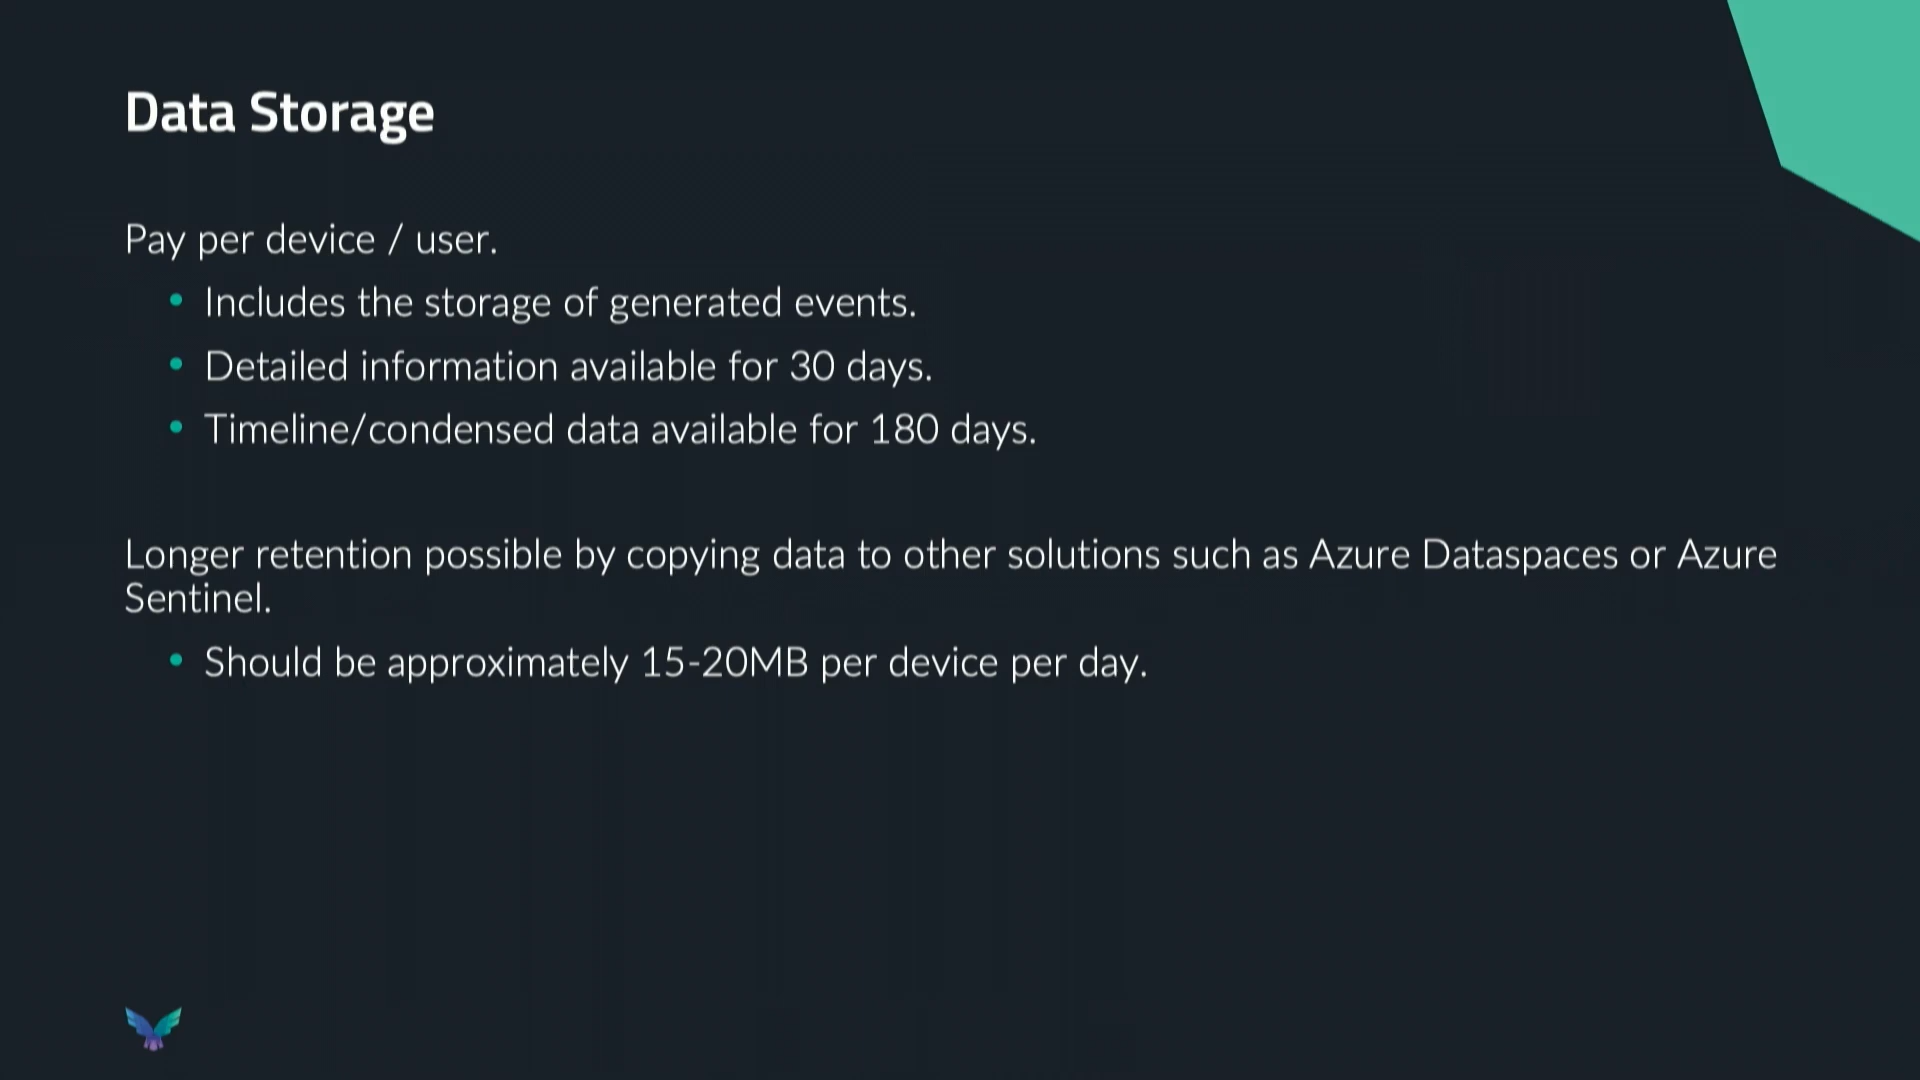 Data Storage
Pay per device / user.
• Includes the storage of generated events.
• Detailed information available for 30 days.
• Timeline/condensed data available for 180 days.
Longer retention possible by copying data to other solutions such as Azure Dataspaces or Azure
Sentinel.
• Should be approximately 15-20MB per device per day.